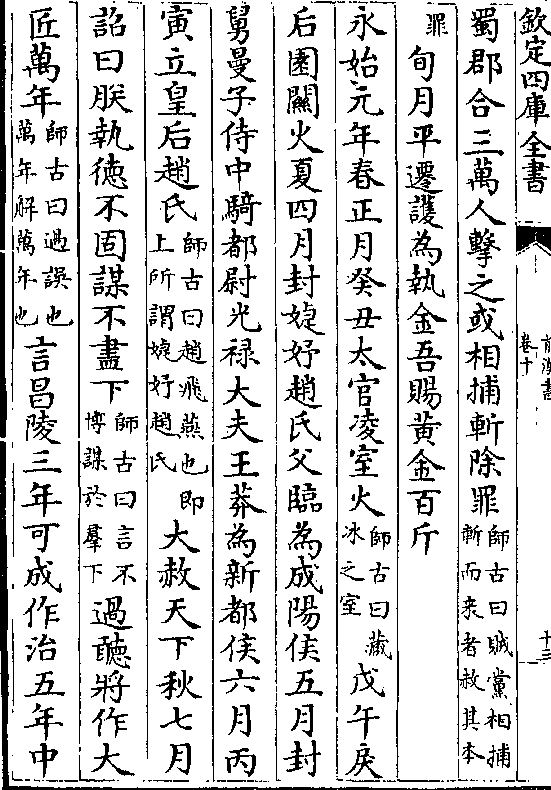 欽定四庫全書
前漢書
卷十
十三
蜀郡合三萬人擊之或相捕斬除罪師古曰賊黨相捕斬而來者赦其本
罪旬月平遷護為執金吾賜黃金百斤
永始元年春正月癸丑太官凌室火師古曰藏冰之室戊午戾
后園闕火夏四月封婕妤趙氏父臨為成陽侯五月封
舅曼子侍中騎都尉光祿大夫王莽為新都侯六月丙
寅立皇后趙氏師古曰趙飛燕也即上所謂婕妤趙氏大赦天下秋七月
詔曰朕執徳不固謀不盡下師古曰言不博謀於羣下過聽將作大
匠萬年師古曰過誤也萬年解萬年也言昌陵三年可成作治五年中